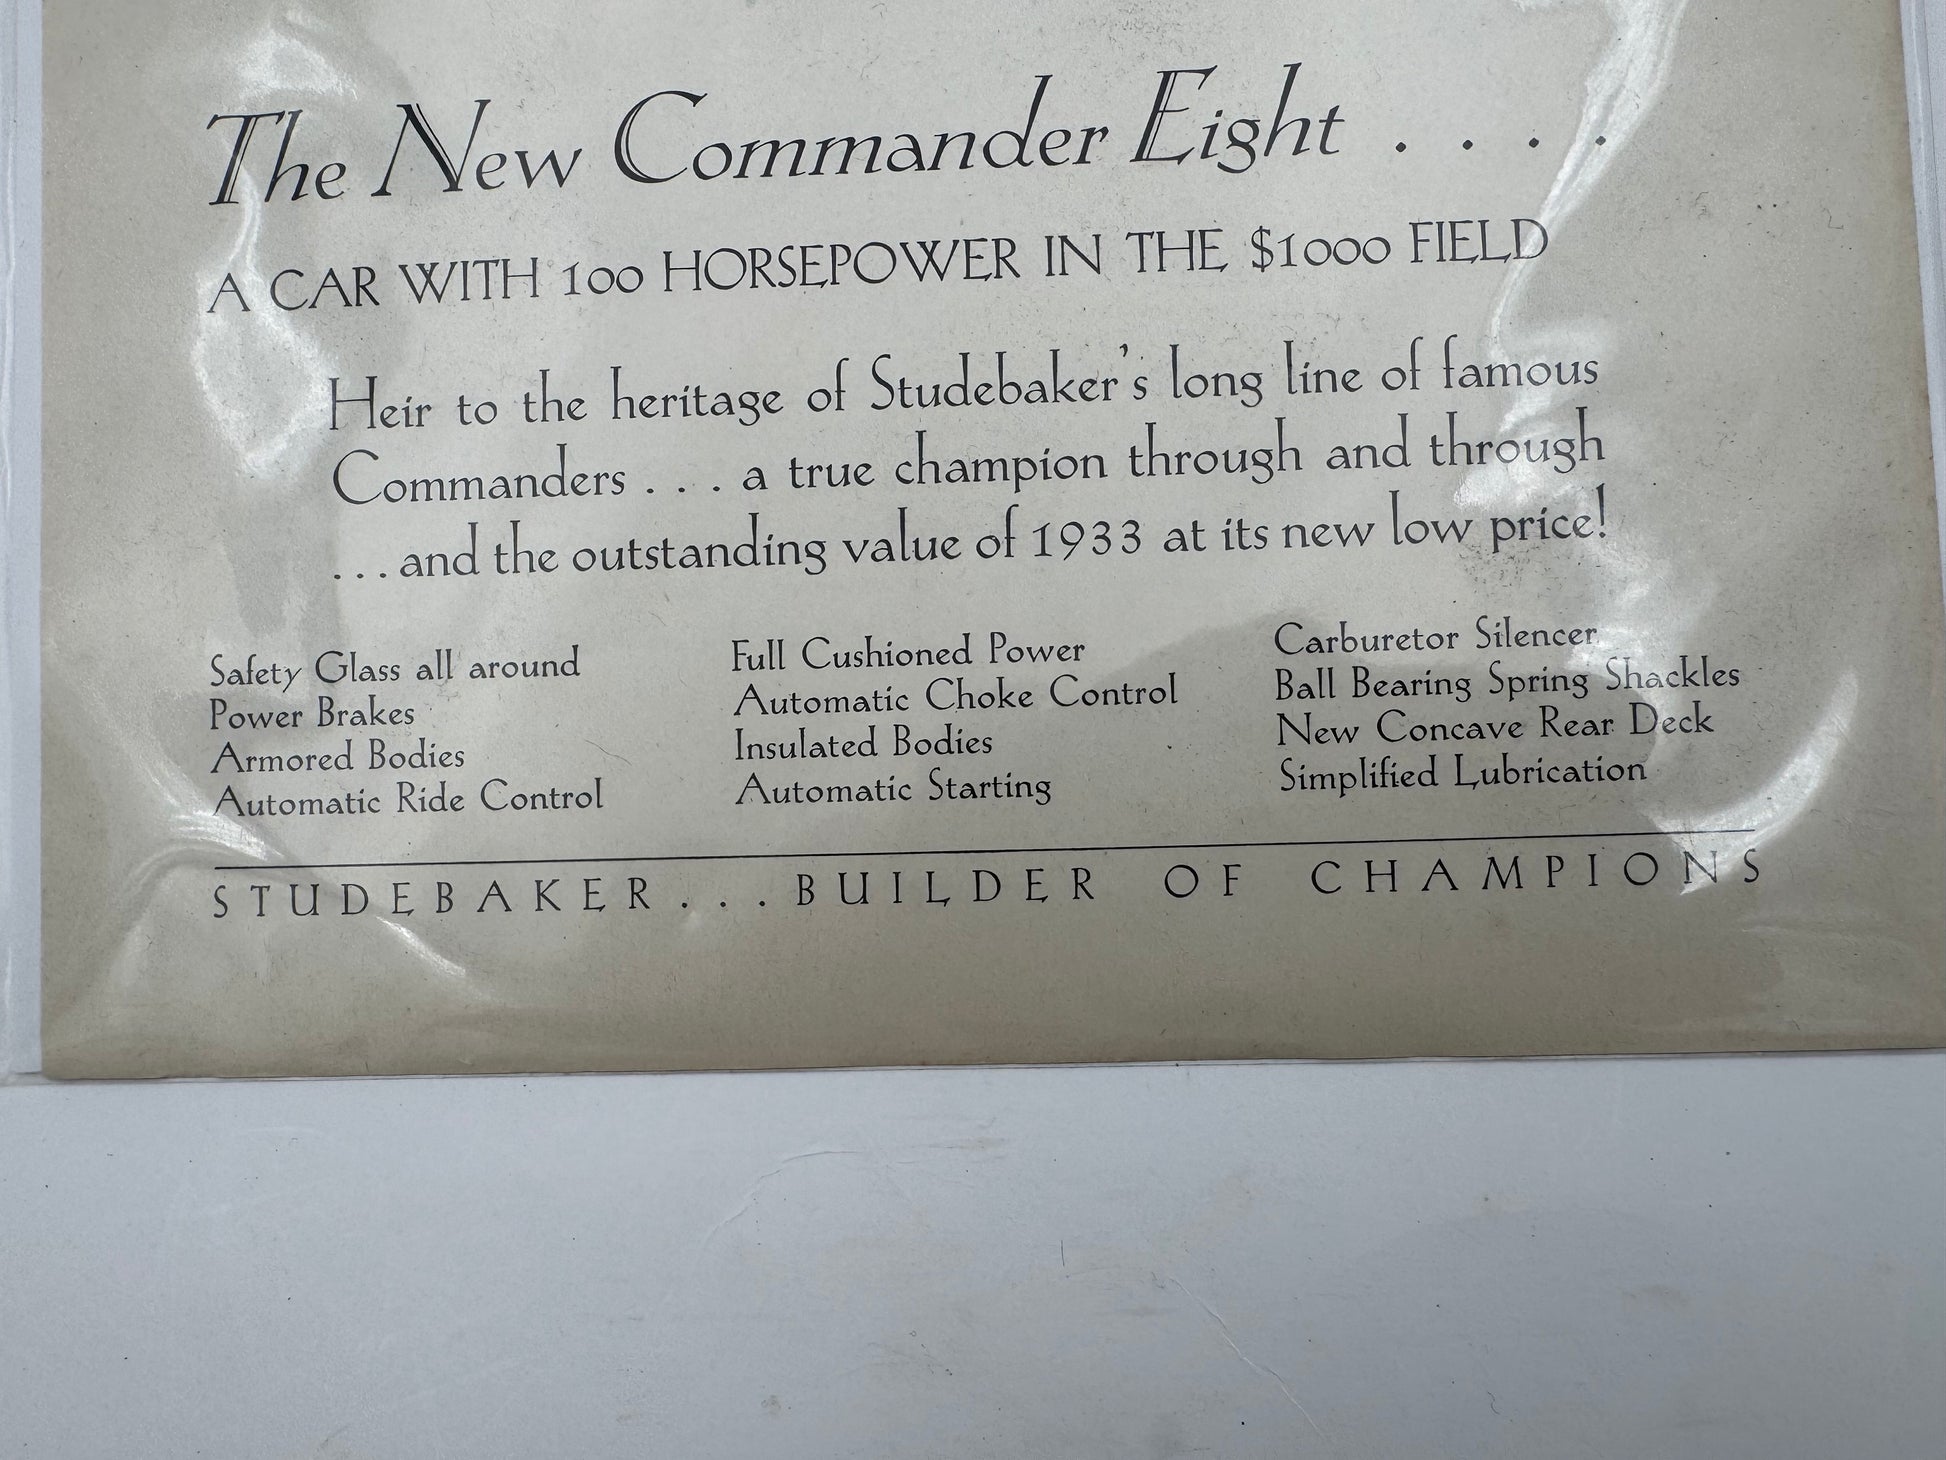 The New Commander Eight . . . .
A CAR WITH 100 HORSEPOWER IN THE $1000 FIELD
Heir to the heritage of Studebaker's long line of famous
Commanders . . . a true champion through and through
. . . and the outstanding value of 1933 at its new low price!
Safety Glass all around
Power Brakes
Armored Bodies
Automatic Ride Control
Full Cushioned Power
Automatic Choke Control
Insulated Bodies
Automatic Starting
Carburetor Silencer
Ball Bearing Spring Shackles
New Concave Rear Deck
Simplified Lubrication
STUDEBAKER . . . BUILDER OF CHAMPIONS